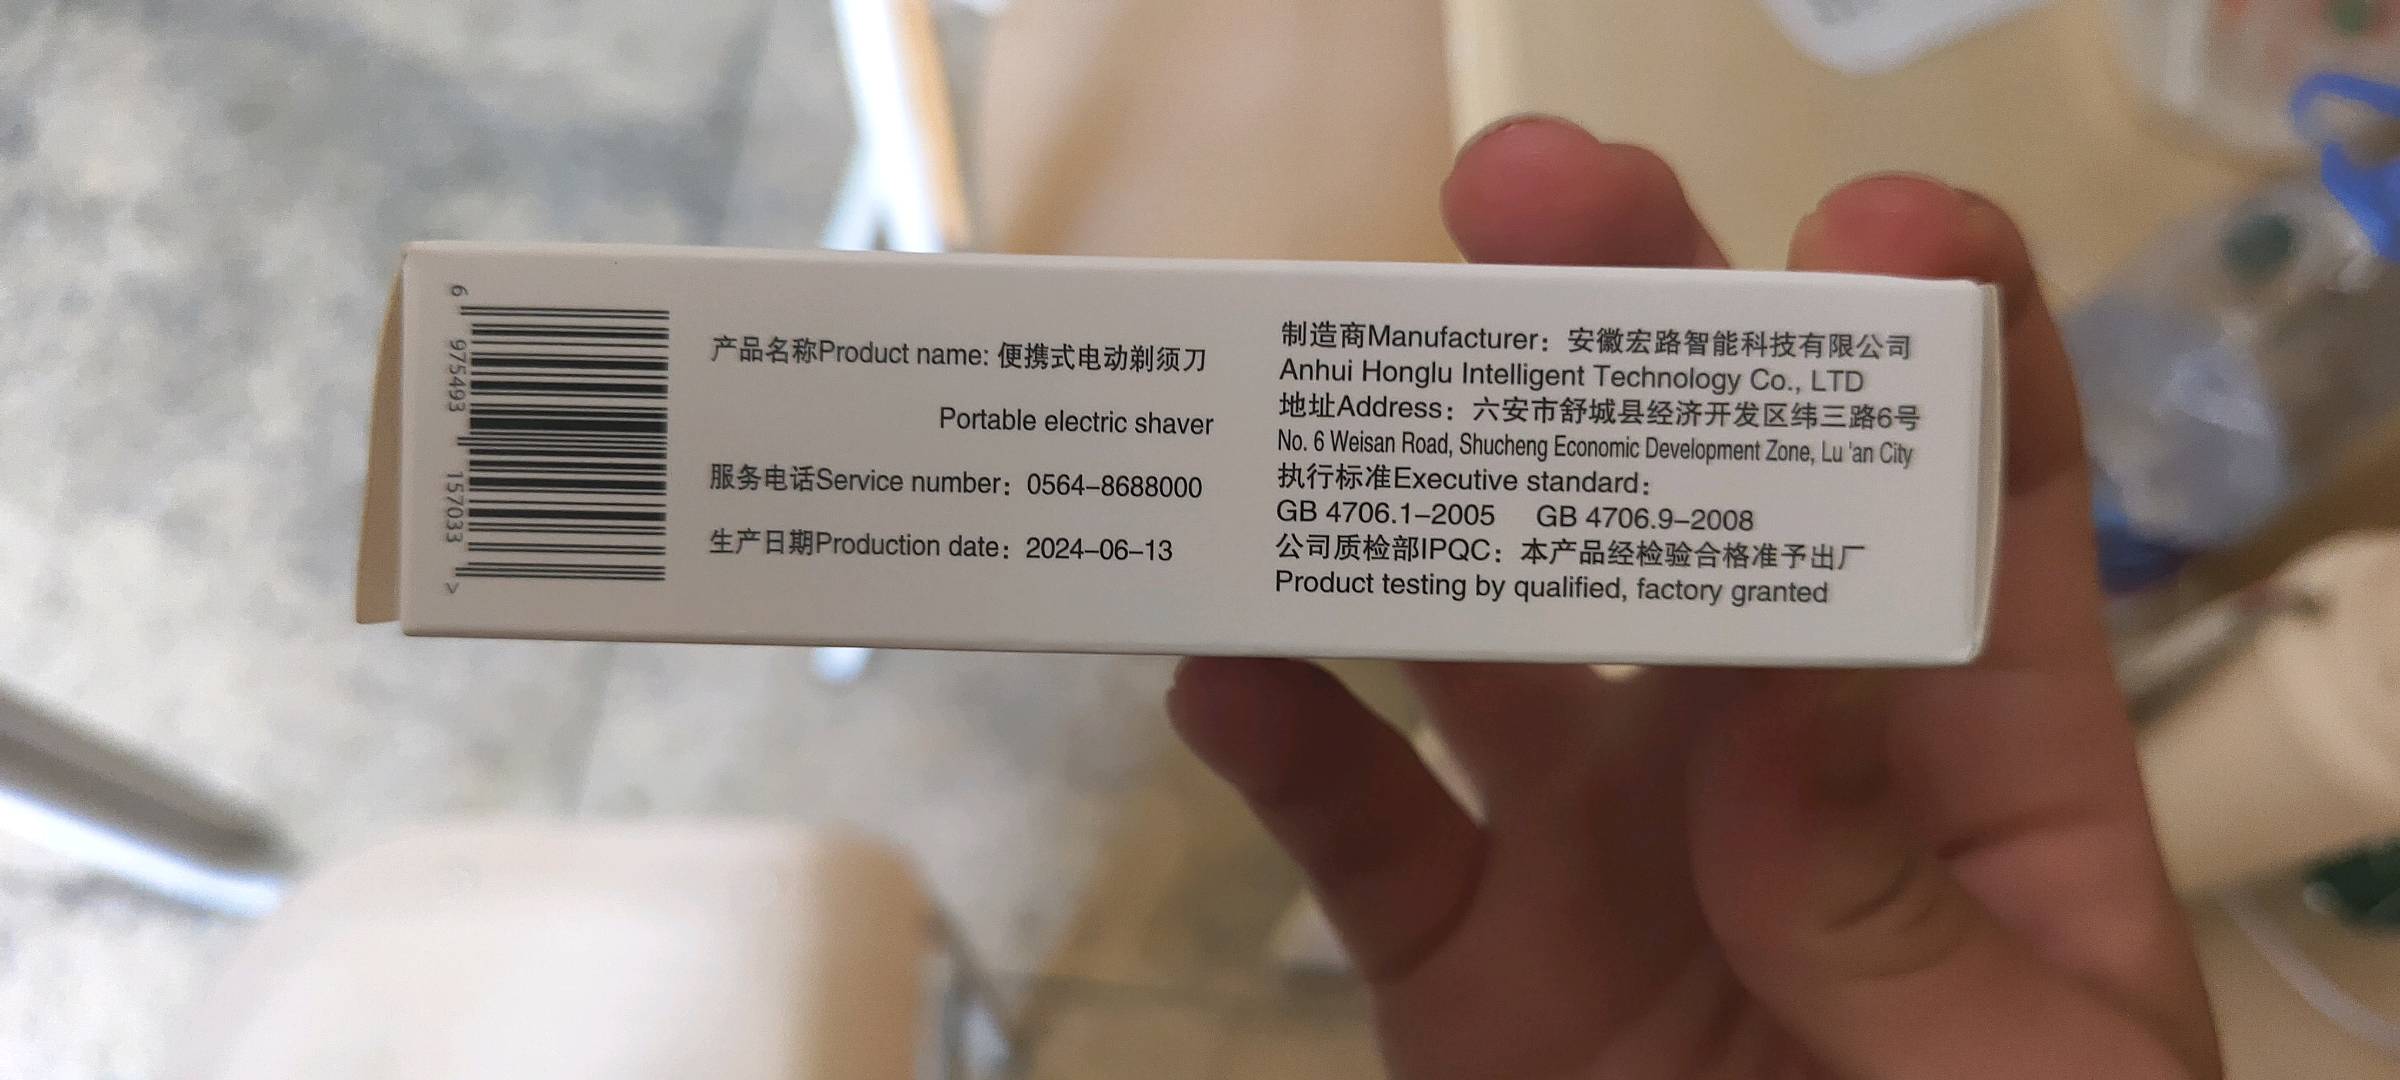 6 975493 157033 >
产品名称Product name: 便携式电动剃须刀
Portable electric shaver
服务电话Service number：0564-8688000
生产日期Production date：2024-06-13
制造商Manufacturer：安徽宏路智能科技有限公司
Anhui Honglu Intelligent Technology Co., LTD
地址Address：六安市舒城县经济开发区纬三路6号
No. 6 Weisan Road, Shucheng Economic Development Zone, Lu 'an City
执行标准Executive standard：
GB 4706.1-2005 GB 4706.9-2008
公司质检部IPQC：本产品经检验合格准予出厂
Product testing by qualified, factory granted